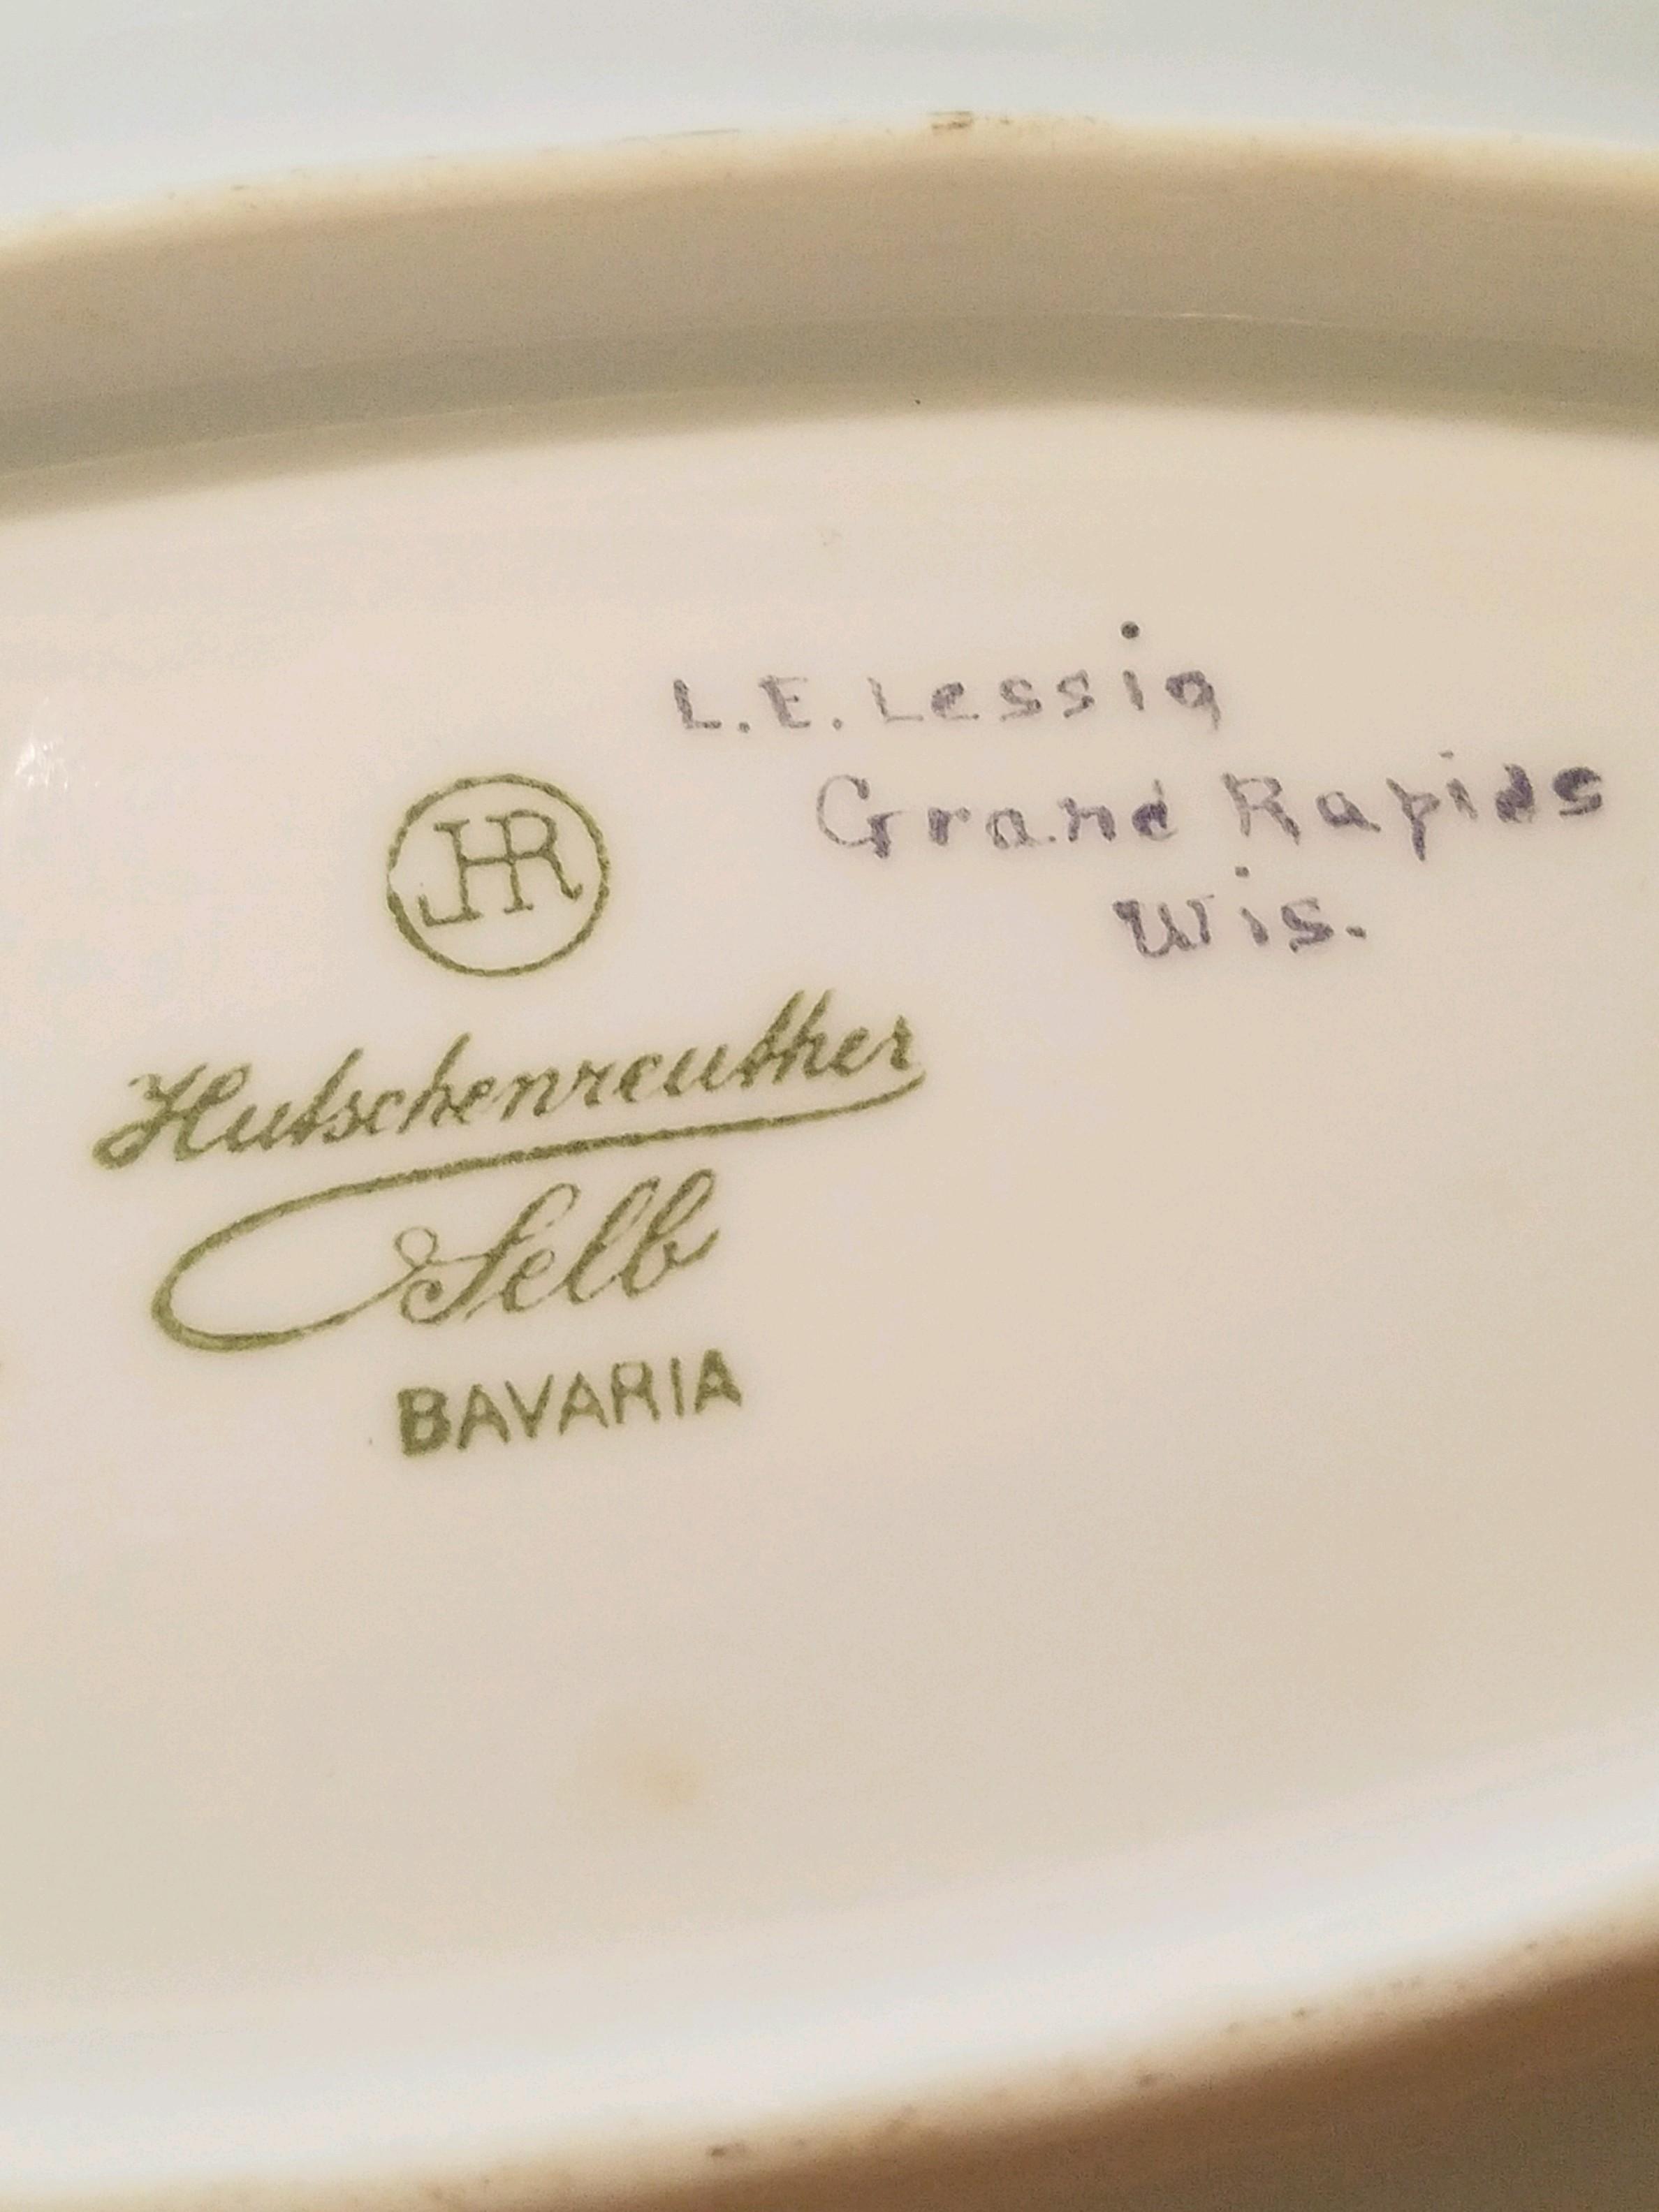 L.E. Lessig
Grand Rapids
Wis.
JHR
Hutschenreuther
Selb
BAVARIA